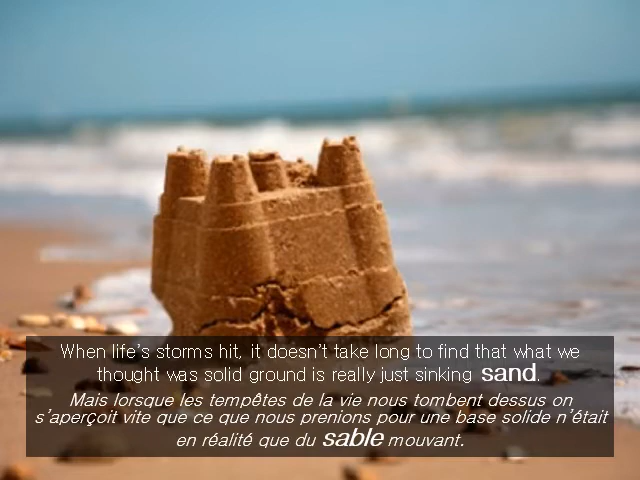 When life's storms hit, it doesn't take long to find that what we
thought was solid ground is really just sinking sand.
Mais lorsque les tempêtes de la vie nous tombent dessus on
s'aperçoit vite que ce que nous prenions pour une base solide n'était
en réalité que du sable mouvant.